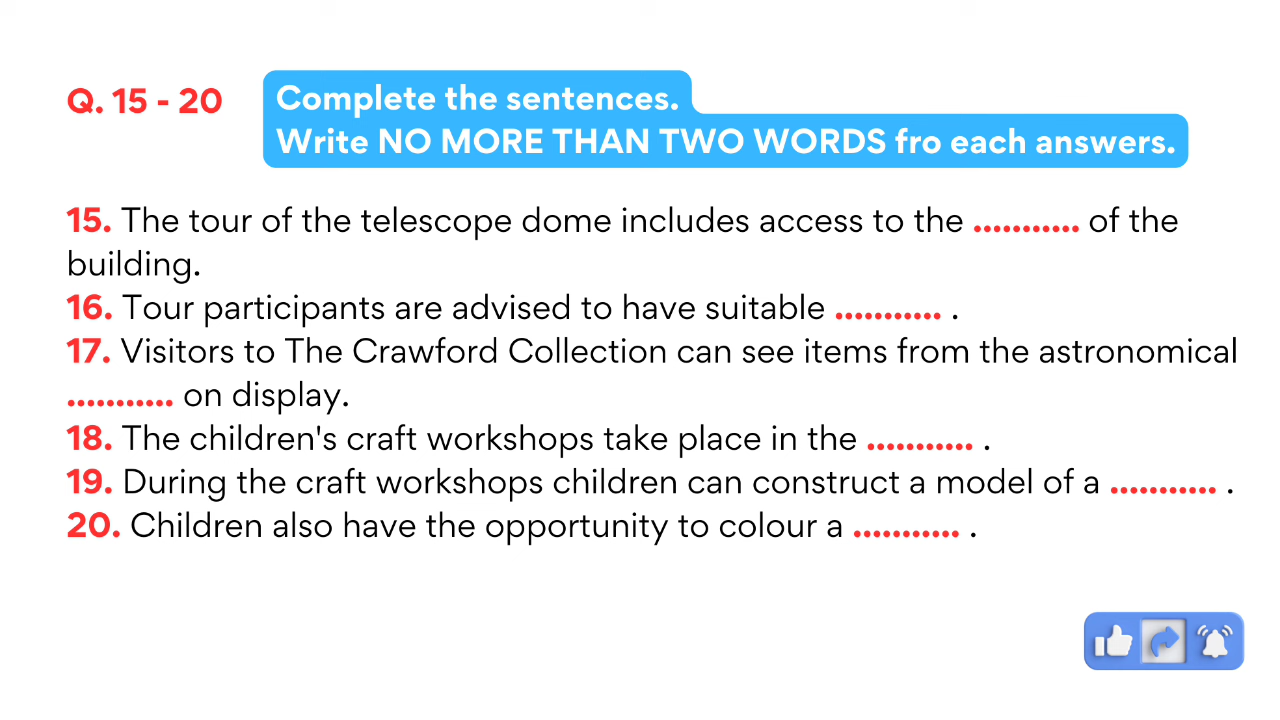 Q. 15 - 20
Complete the sentences.
Write NO MORE THAN TWO WORDS fro each answers.
15. The tour of the telescope dome includes access to the ........... of the
building.
16. Tour participants are advised to have suitable ........... .
17. Visitors to The Crawford Collection can see items from the astronomical
........... on display.
18. The children's craft workshops take place in the ........... .
19. During the craft workshops children can construct a model of a ........... .
20. Children also have the opportunity to colour a ........... .